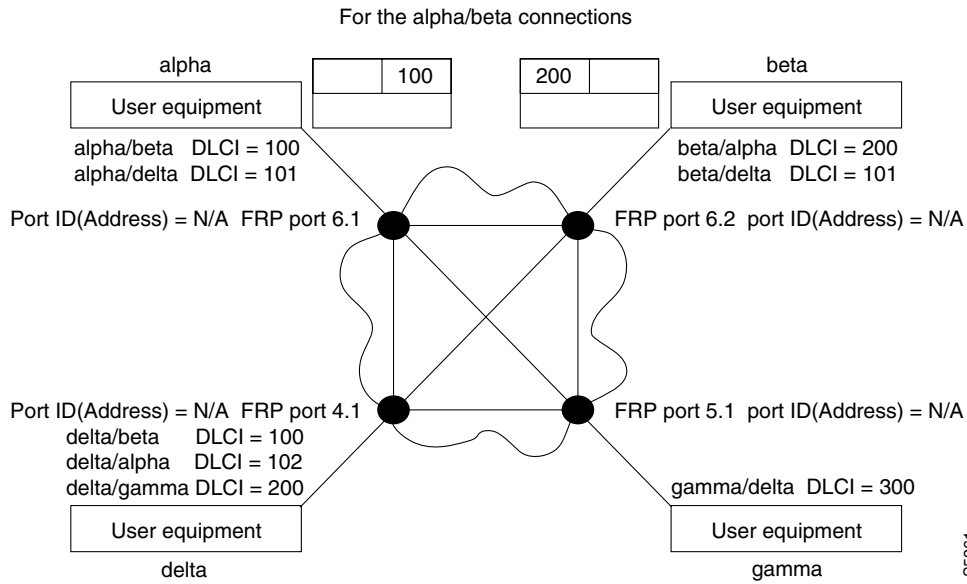 For the alpha/beta connections
alpha
100
200
beta
User equipment
User equipment
alpha/beta DLCI = 100
alpha/delta DLCI = 101
beta/alpha DLCI = 200
beta/delta DLCI = 101
Port ID(Address) = N/A FRP port 6.1
FRP port 6.2 port ID(Address) = N/A
Port ID(Address) = N/A FRP port 4.1
FRP port 5.1 port ID(Address) = N/A
delta/beta DLCI = 100
delta/alpha DLCI = 102
delta/gamma DLCI = 200
gamma/delta DLCI = 300
User equipment
User equipment
delta
gamma